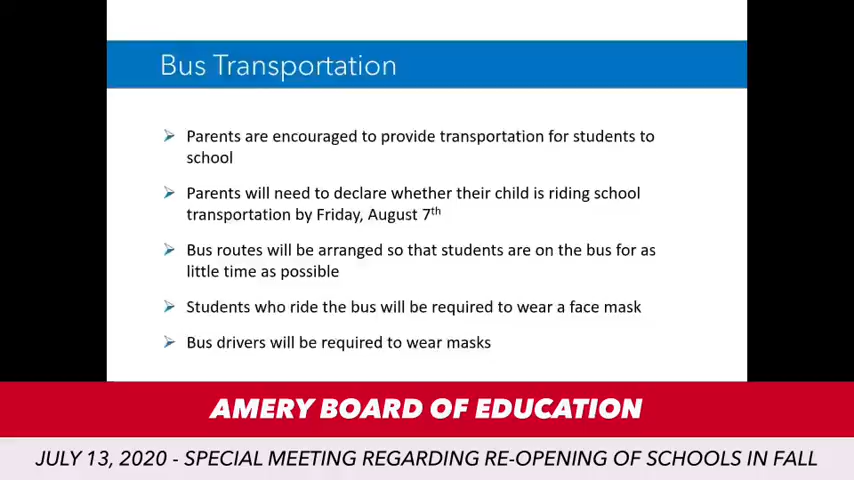 Bus Transportation
Parents are encouraged to provide transportation for students to
school
Parents will need to declare whether their child is riding school
transportation by Friday, August 7th
Bus routes will be arranged so that students are on the bus for as
little time as possible
Students who ride the bus will be required to wear a face mask
Bus drivers will be required to wear masks
AMERY BOARD OF EDUCATION
JULY 13, 2020 - SPECIAL MEETING REGARDING RE-OPENING OF SCHOOLS IN FALL